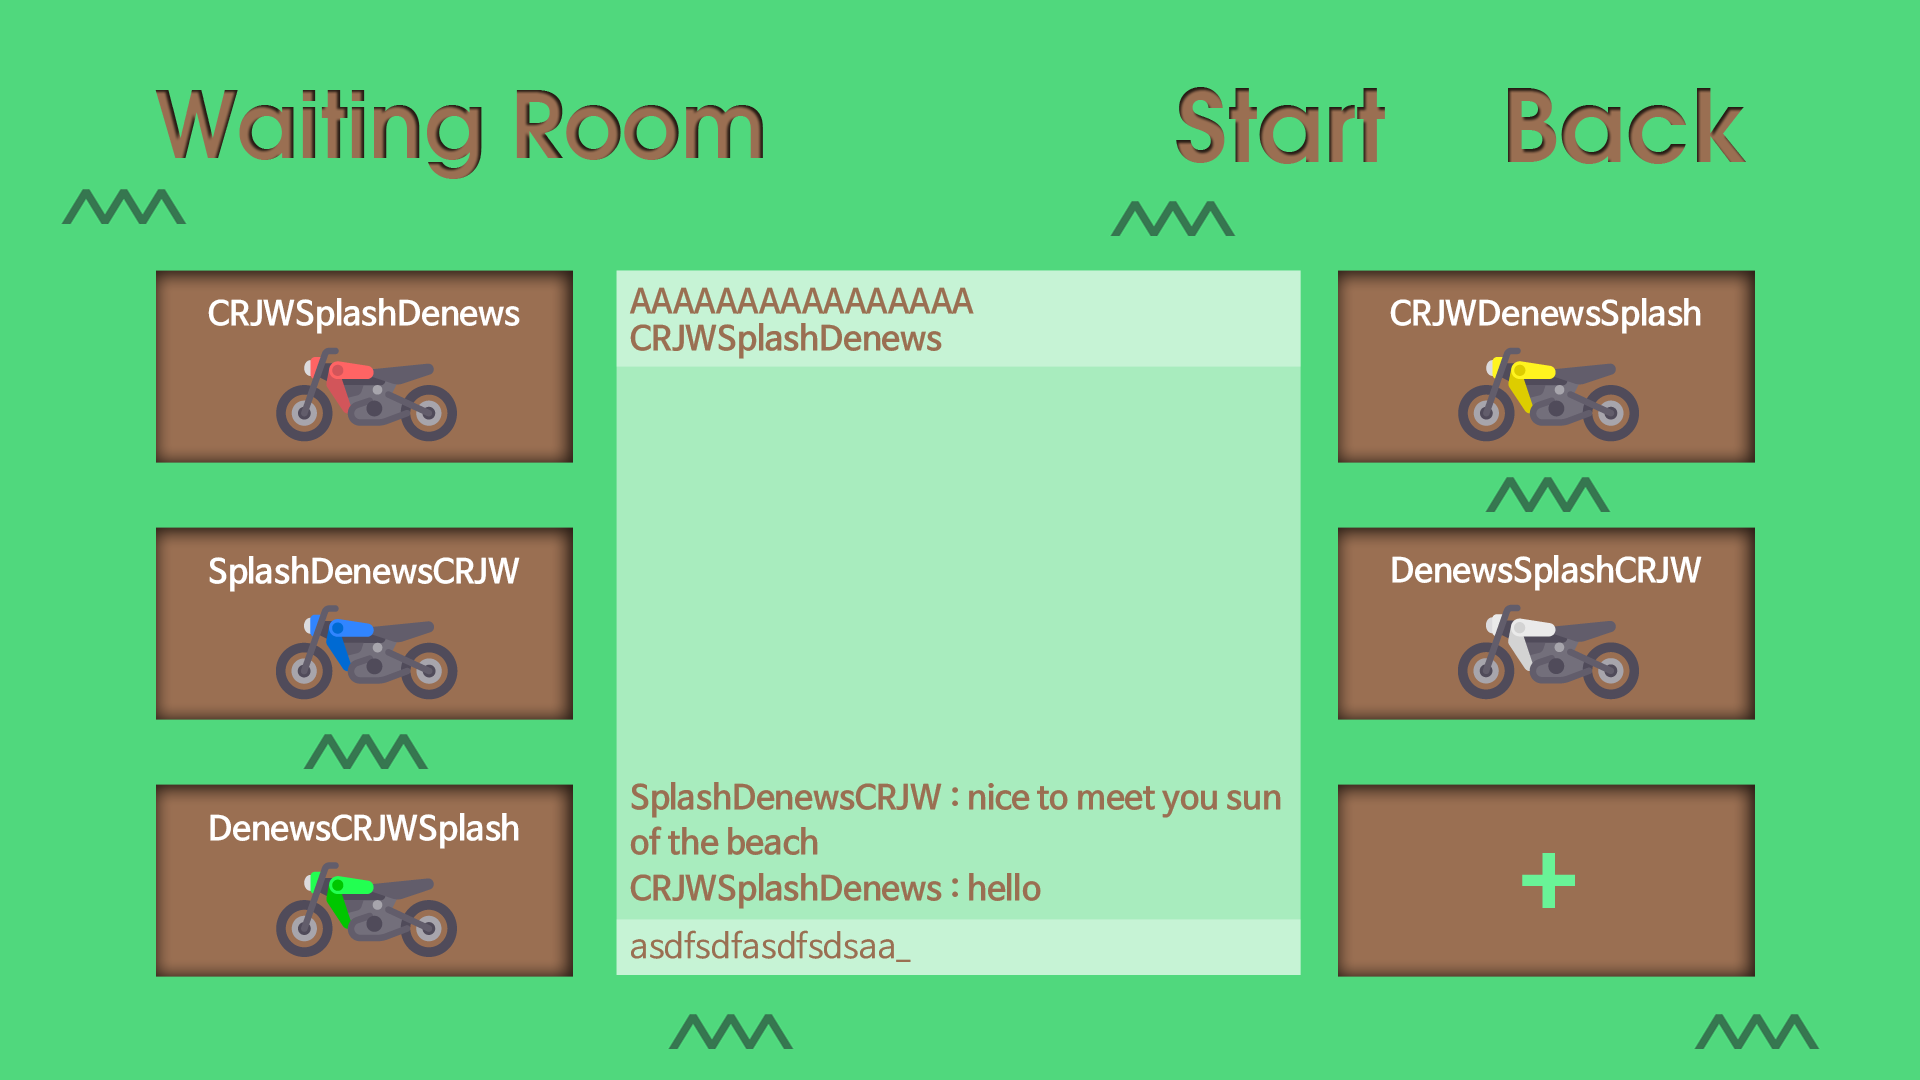 Waiting Room
Start
Back
CRJWSplashDenews
SplashDenewsCRJW
DenewsCRJWSplash
AAAAAAAAAAAAAAAA
CRJWSplashDenews
SplashDenewsCRJW : nice to meet you sun
of the beach
CRJWSplashDenews : hello
asdfsdfasdfsdsaa_
CRJWDenewsSplash
DenewsSplashCRJW
+